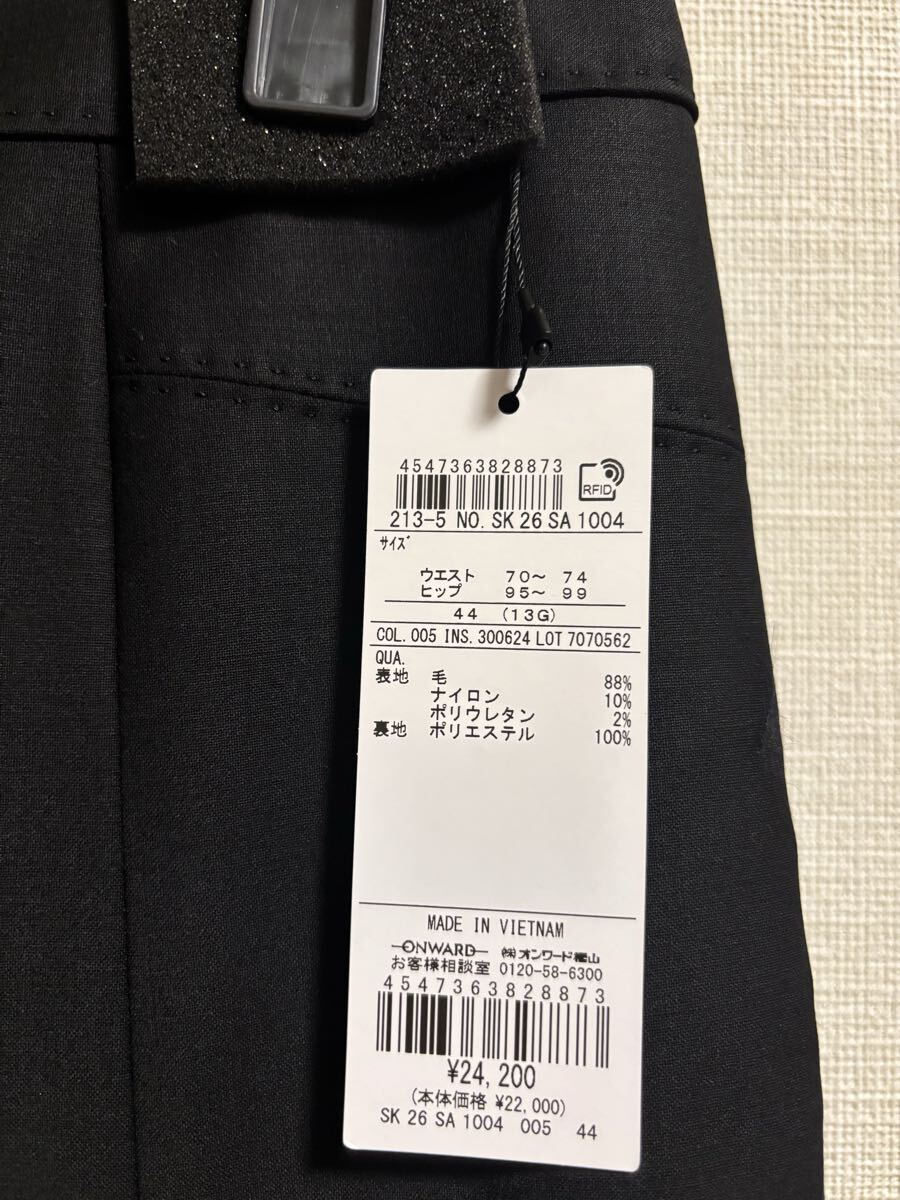 4547363828873
RFID
213-5 NO. SK 26 SA 1004
ｻｲｽﾞ
ウエスト 70～ 74
ヒップ 95～ 99
44 (13G)
COL. 005 INS. 300624 LOT 7070562
QUA.
表地 毛 88%
ナイロン 10%
ポリウレタン 2%
裏地 ポリエステル 100%
MADE IN VIETNAM
ONWARD ㈱オンワード樫山
お客様相談室 0120-58-6300
4547363828873
¥24,200
(本体価格 ¥22,000)
SK 26 SA 1004 005 44